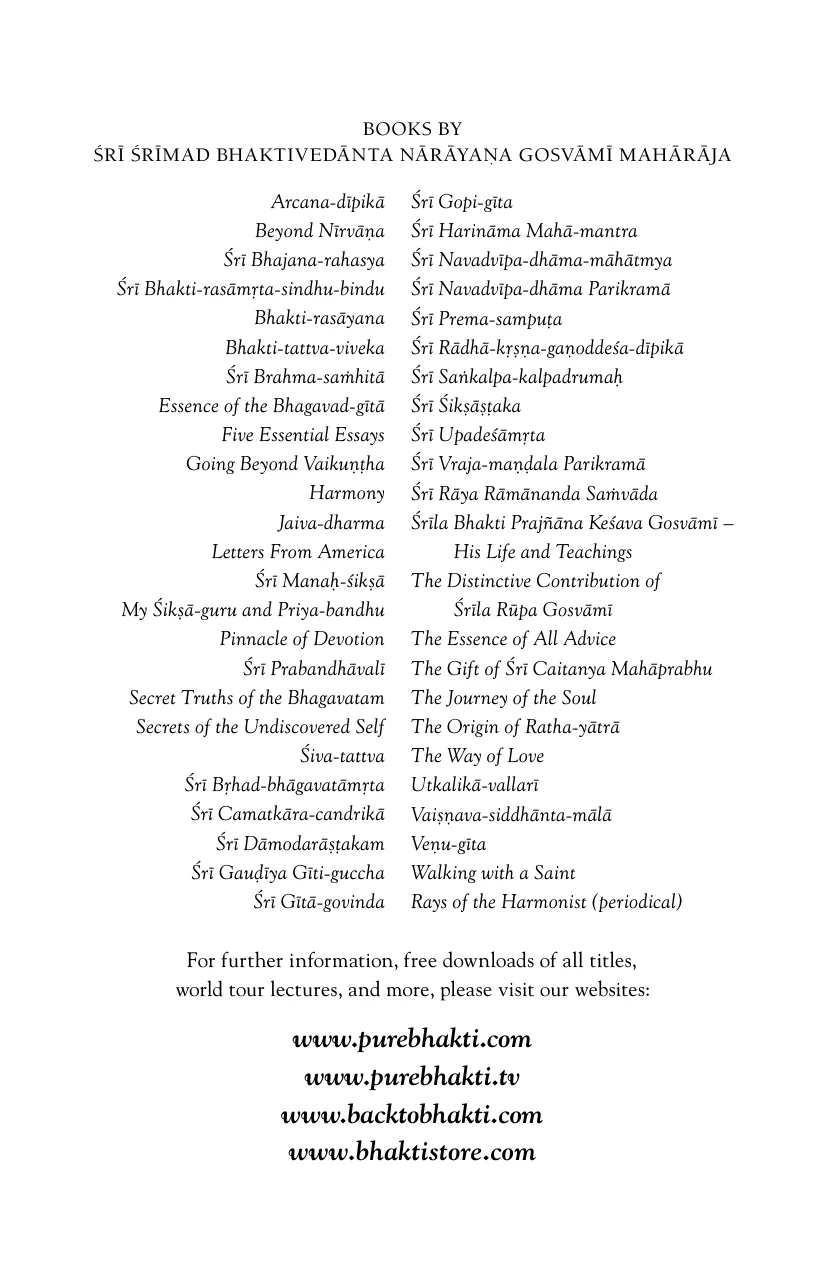 BOOKS BY
ŚRĪ ŚRĪMAD BHAKTIVEDĀNTA NĀRĀYAṆA GOSVĀMĪ MAHĀRĀJA
Arcana-dīpikā
Beyond Nīrvāṇa
Śrī Bhajana-rahasya
Śrī Bhakti-rasāmṛta-sindhu-bindu
Bhakti-rasāyana
Bhakti-tattva-viveka
Śrī Brahma-saṁhitā
Essence of the Bhagavad-gītā
Five Essential Essays
Going Beyond Vaikuṇṭha
Harmony
Jaiva-dharma
Letters From America
Śrī Manaḥ-śikṣā
My Śikṣā-guru and Priya-bandhu
Pinnacle of Devotion
Śrī Prabandhāvalī
Secret Truths of the Bhagavatam
Secrets of the Undiscovered Self
Śiva-tattva
Śrī Bṛhad-bhāgavatāmṛta
Śrī Camatkāra-candrikā
Śrī Dāmodarāṣṭakam
Śrī Gauḍīya Gīti-guccha
Śrī Gītā-govinda
Śrī Gopi-gīta
Śrī Harināma Mahā-mantra
Śrī Navadvīpa-dhāma-māhātmya
Śrī Navadvīpa-dhāma Parikramā
Śrī Prema-sampuṭa
Śrī Rādhā-kṛṣṇa-gaṇoddeśa-dīpikā
Śrī Saṅkalpa-kalpadrumaḥ
Śrī Śikṣāṣṭaka
Śrī Upadeśāmṛta
Śrī Vraja-maṇḍala Parikramā
Śrī Rāya Rāmānanda Saṁvāda
Śrīla Bhakti Prajñāna Keśava Gosvāmī –
His Life and Teachings
The Distinctive Contribution of
Śrīla Rūpa Gosvāmī
The Essence of All Advice
The Gift of Śrī Caitanya Mahāprabhu
The Journey of the Soul
The Origin of Ratha-yātrā
The Way of Love
Utkalikā-vallarī
Vaiṣṇava-siddhānta-mālā
Veṇu-gīta
Walking with a Saint
Rays of the Harmonist (periodical)
For further information, free downloads of all titles,
world tour lectures, and more, please visit our websites:
www.purebhakti.com
www.purebhakti.tv
www.backtobhakti.com
www.bhaktistore.com